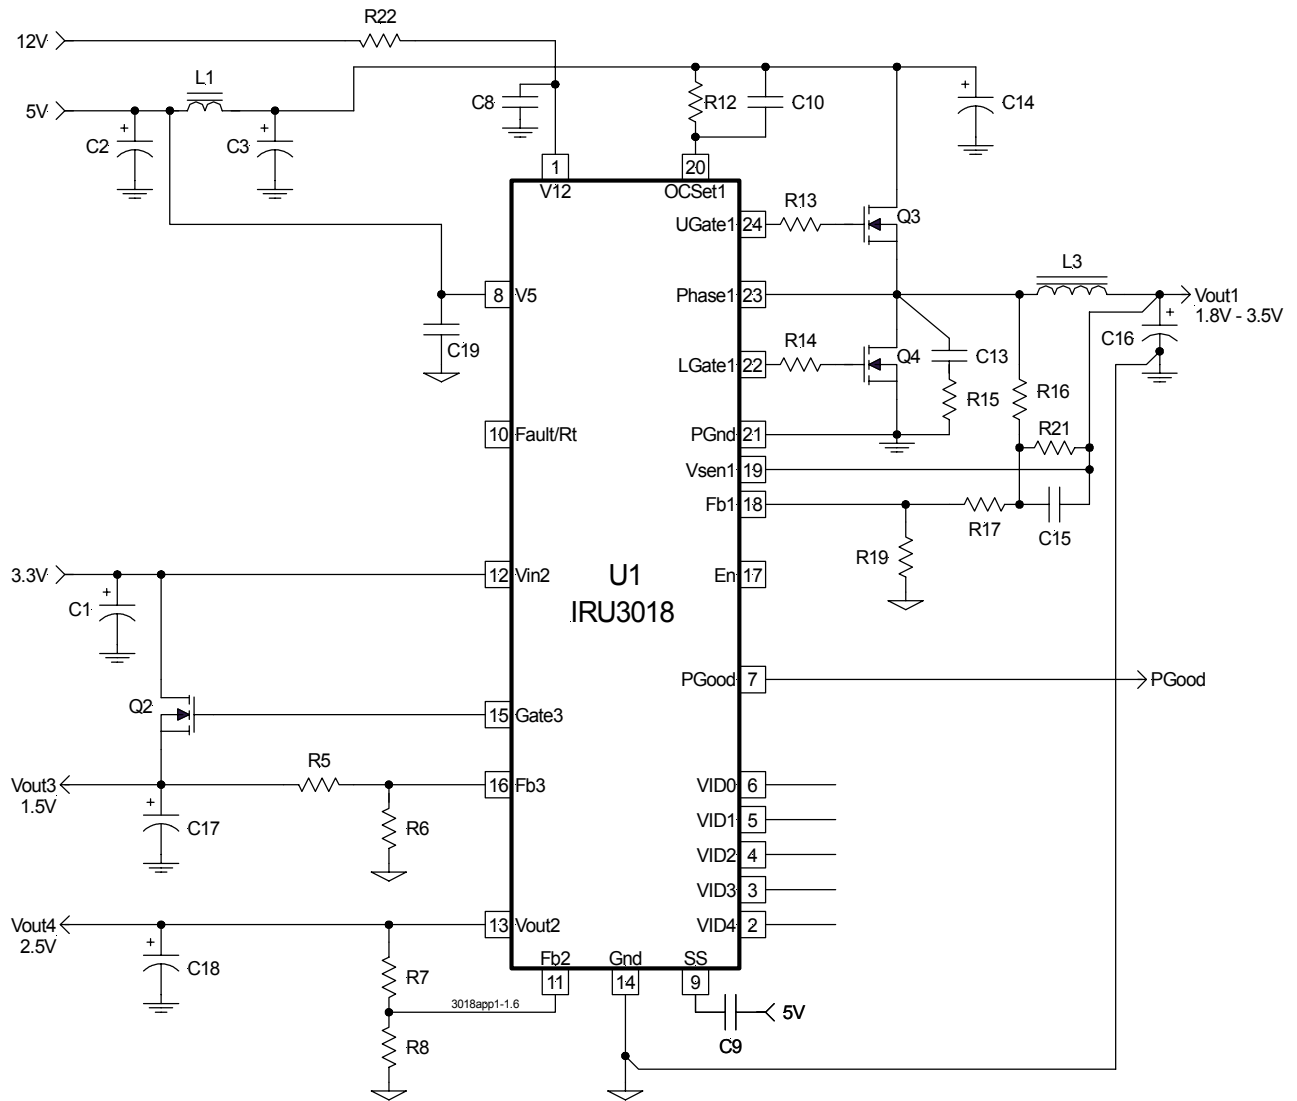 R22
12V
L1
5V
+
C2
+
C3
C8
R12
C10
+
C14
1
V12
20
OCSet1
UGate1 24
R13
Q3
8 V5
C19
Phase1 23
L3
Vout1
1.8V - 3.5V
+
C16
LGate1 22
R14
Q4
C13
R15
R16
R21
10 Fault/Rt
PGnd 21
Vsen1 19
Fb1 18
R17
C15
R19
3.3V
+
C1
12 Vin2
U1
IRU3018
En 17
PGood 7
PGood
Q2
15 Gate3
Vout3
1.5V
R5
16 Fb3
+
C17
R6
VID0 6
VID1 5
VID2 4
VID3 3
VID4 2
Vout4
2.5V
13 Vout2
+
C18
R7
Fb2
11
Gnd
14
SS
9
3018app1-1.6
5V
C9
R8